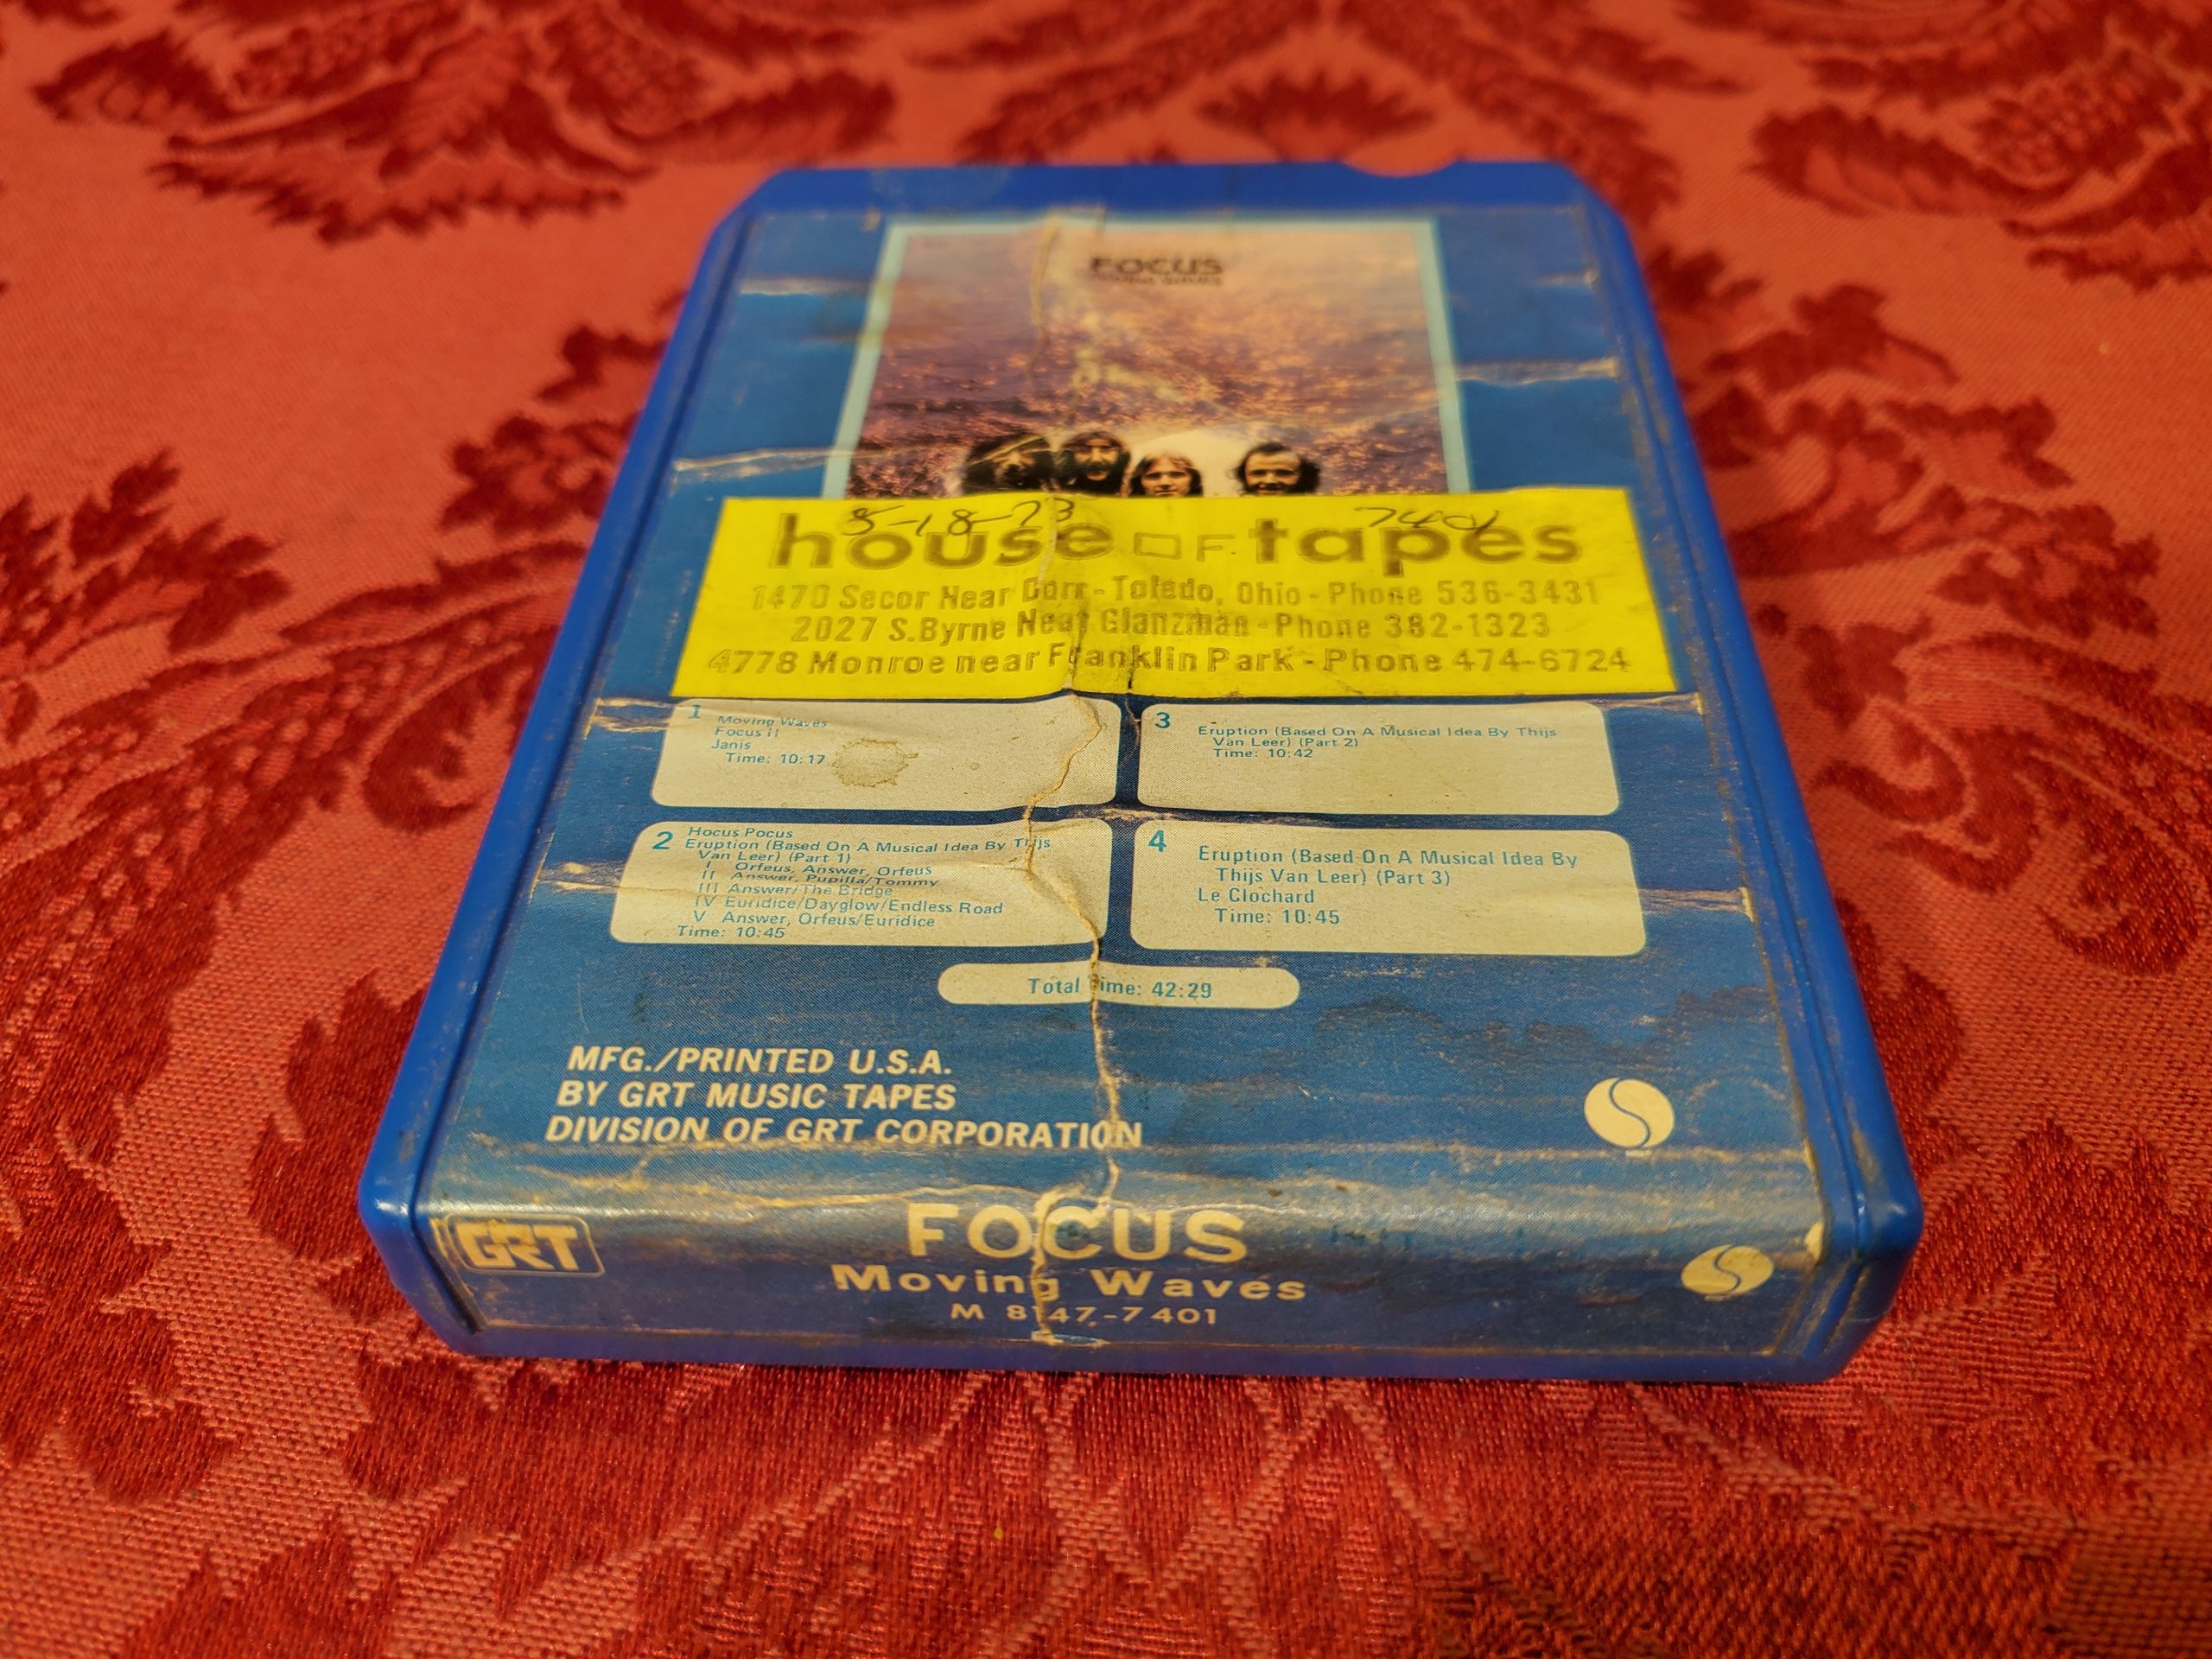 FOCUS
MOVING WAVES
5-18-73 7401
house OF tapes
1470 Secor Near Dorr - Toledo, Ohio - Phone 536-3431
2027 S.Byrne Near Glanzman - Phone 382-1323
4778 Monroe near Franklin Park - Phone 474-6724
1
Moving Waves
Focus II
Janis
Time: 10:17
2
Hocus Pocus
Eruption (Based On A Musical Idea By Thijs
Van Leer) (Part 1)
I Orfeus, Answer, Orfeus
II Answer, Pupilla/Tommy
III Answer/The Bridge
IV Euridice/Dayglow/Endless Road
V Answer, Orfeus/Euridice
Time: 10:45
3
Eruption (Based On A Musical Idea By Thijs
Van Leer) (Part 2)
Time: 10:42
4
Eruption (Based On A Musical Idea By
Thijs Van Leer) (Part 3)
Le Clochard
Time: 10:45
Total Time: 42:29
MFG./PRINTED U.S.A.
BY GRT MUSIC TAPES
DIVISION OF GRT CORPORATION
GRT
FOCUS
Moving Waves
M 8147-7401